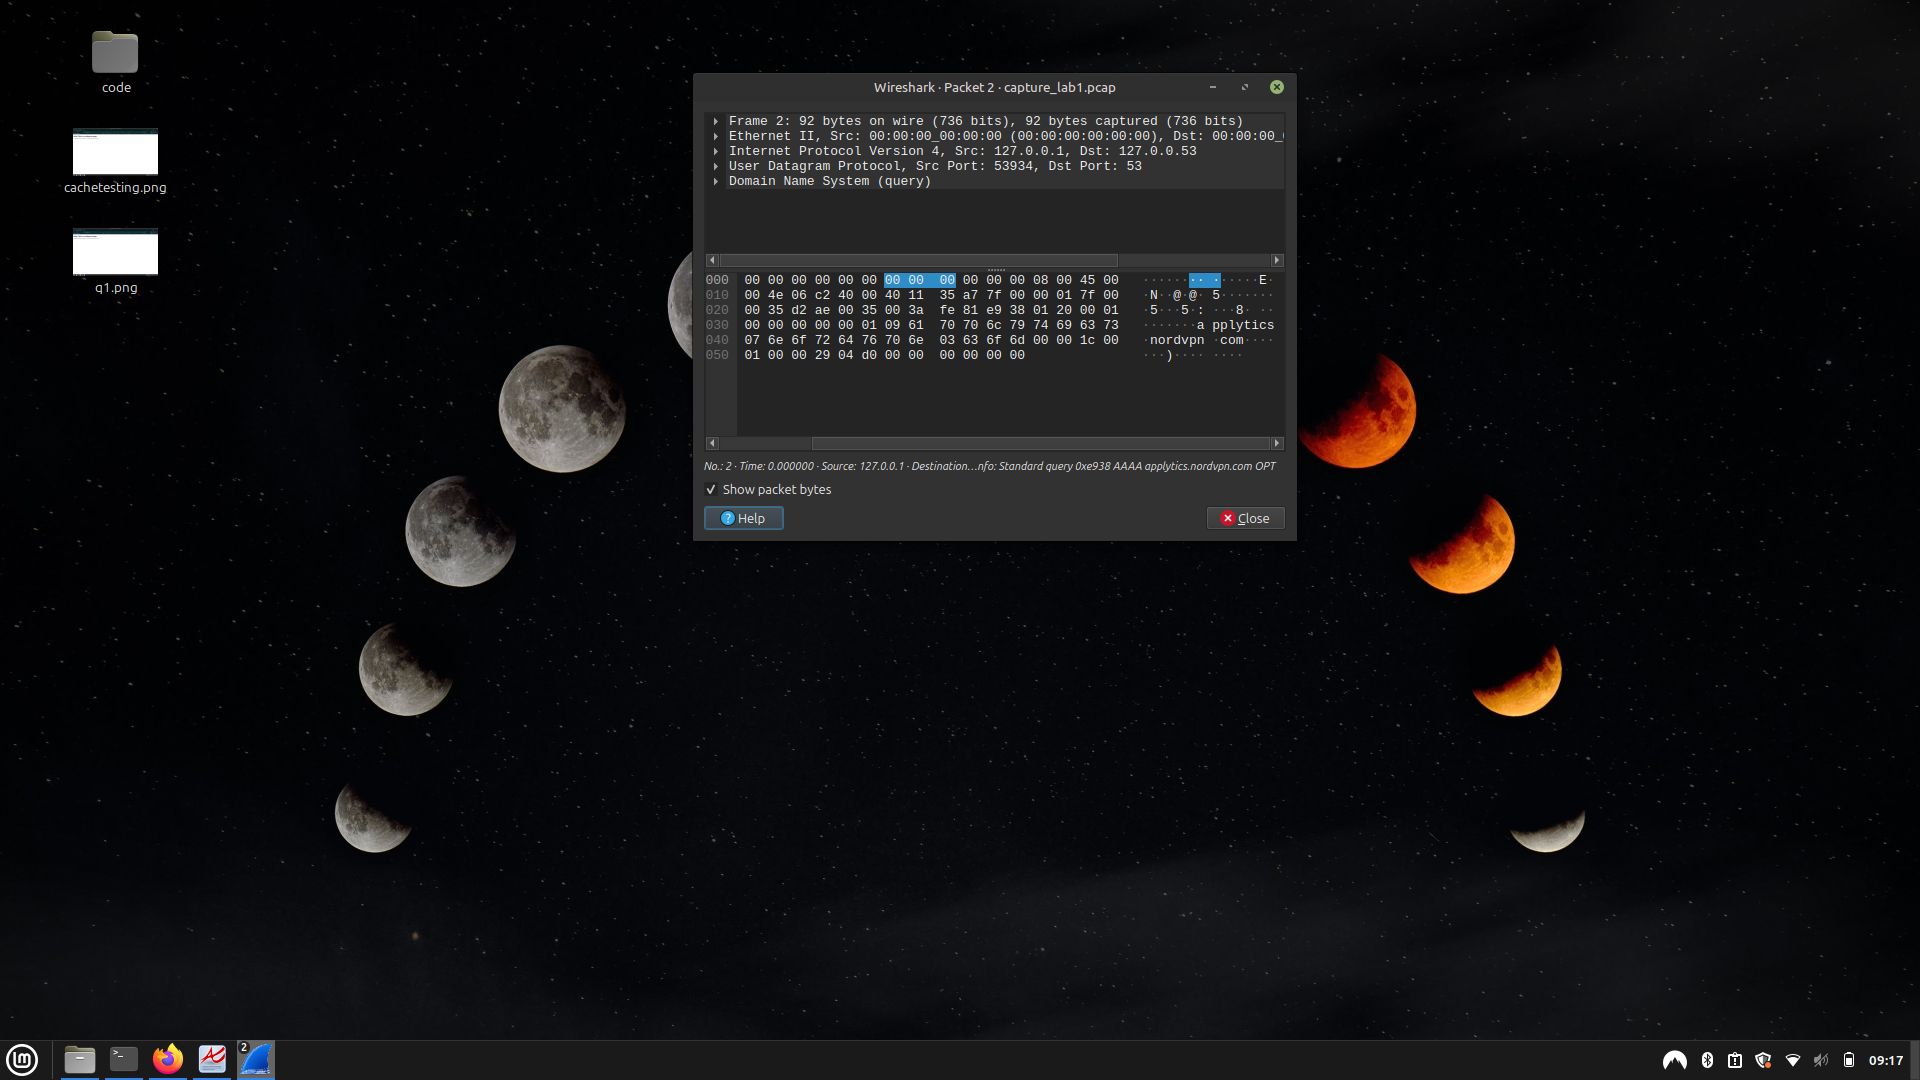 code
cachetesting.png
q1.png
Wireshark · Packet 2 · capture_lab1.pcap
Frame 2: 92 bytes on wire (736 bits), 92 bytes captured (736 bits)
Ethernet II, Src: 00:00:00_00:00:00 (00:00:00:00:00:00), Dst: 00:00:00_
Internet Protocol Version 4, Src: 127.0.0.1, Dst: 127.0.0.53
User Datagram Protocol, Src Port: 53934, Dst Port: 53
Domain Name System (query)
000 00 00 00 00 00 00 00 00 00 00 00 00 08 00 45 00 ·············E·
010 00 4e 06 c2 40 00 40 11 35 a7 7f 00 00 01 7f 00 ·N··@·@· 5·······
020 00 35 d2 ae 00 35 00 3a fe 81 e9 38 01 20 00 01 ·5···5·: ···8· ··
030 00 00 00 00 00 01 09 61 70 70 6c 79 74 69 63 73 ·······a pplytics
040 07 6e 6f 72 64 76 70 6e 03 63 6f 6d 00 00 1c 00 ·nordvpn ·com····
050 01 00 00 29 04 d0 00 00 00 00 00 00 ···)···· ····
No.: 2 · Time: 0.000000 · Source: 127.0.0.1 · Destination…nfo: Standard query 0xe938 AAAA applytics.nordvpn.com OPT
Show packet bytes
Help
Close
2
09:17